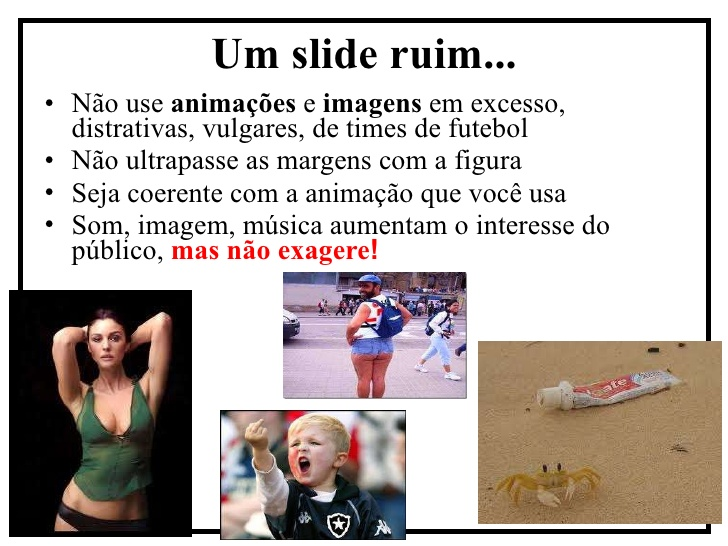 Um slide ruim...
• Não use animações e imagens em excesso,
distrativas, vulgares, de times de futebol
• Não ultrapasse as margens com a figura
• Seja coerente com a animação que você usa
• Som, imagem, música aumentam o interesse do
público, mas não exagere!